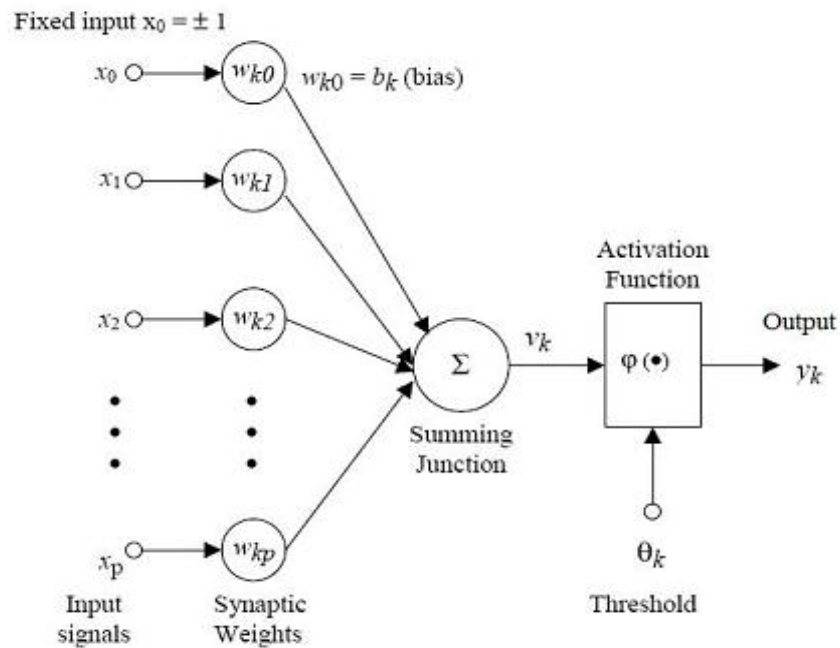 Fixed input x₀ = ± 1
x₀
w_k0
w_k0 = b_k (bias)
x₁
w_k1
x₂
w_k2
Σ
v_k
Activation
Function
φ (•)
Output
y_k
Summing
Junction
θ_k
Threshold
x_p
w_kp
Input
signals
Synaptic
Weights